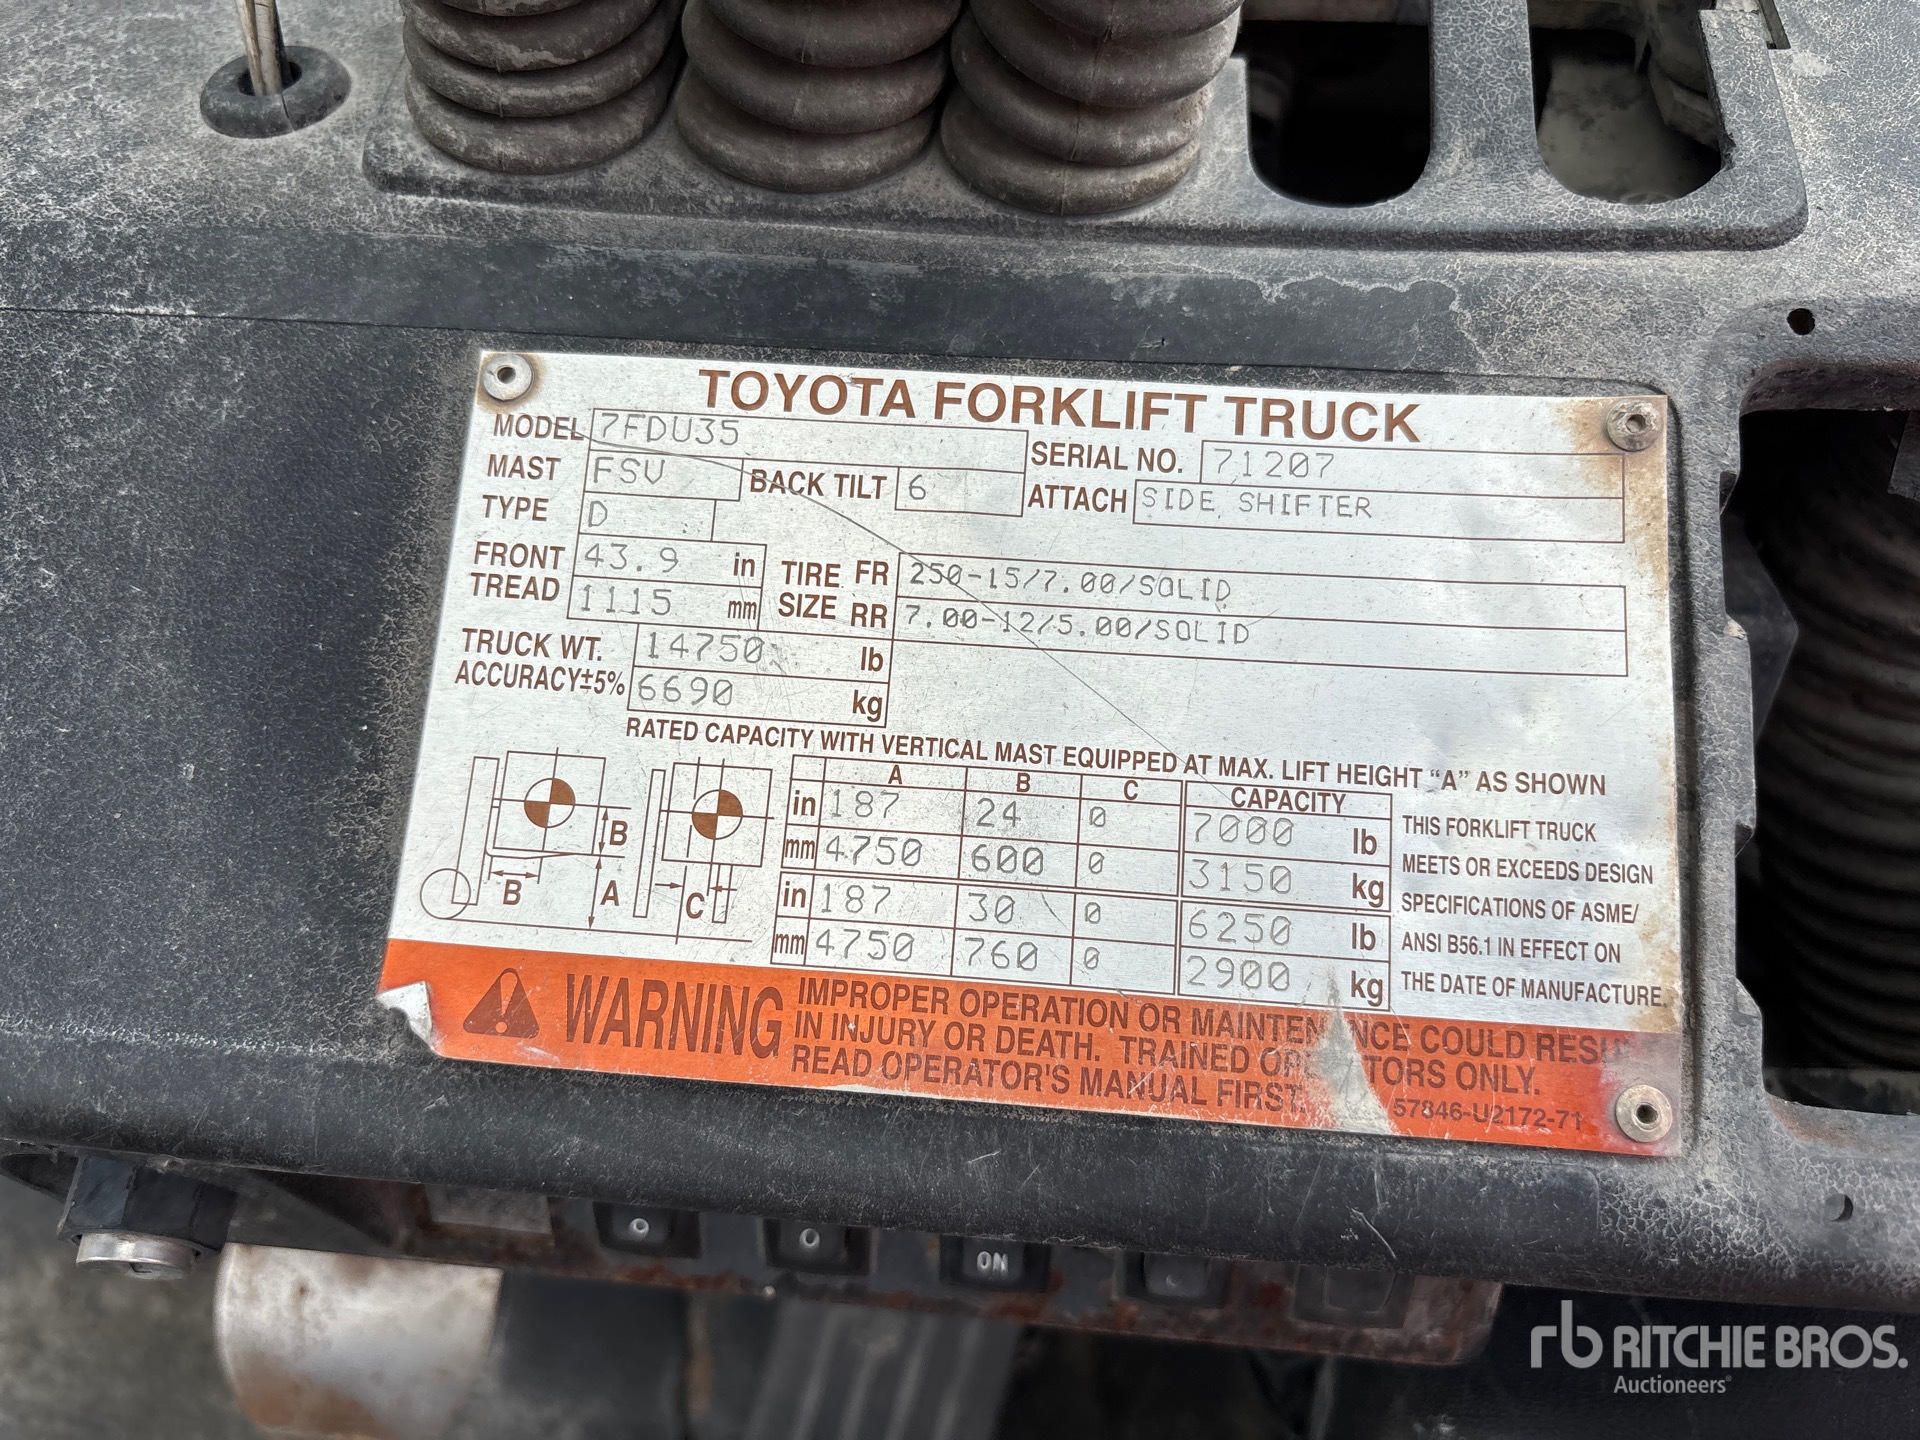 TOYOTA FORKLIFT TRUCK
MODEL 7FDU35 SERIAL NO. 71207
MAST FSV BACK TILT 6 ATTACH SIDE SHIFTER
TYPE D
FRONT TREAD 43.9 in TIRE SIZE FR 250-15/7.00/SOLID
1115 mm RR 7.00-12/5.00/SOLID
TRUCK WT. 14750 lb
ACCURACY±5% 6690 kg
RATED CAPACITY WITH VERTICAL MAST EQUIPPED AT MAX. LIFT HEIGHT “A” AS SHOWN
A B C CAPACITY
in 187 24 0 7000 lb
mm 4750 600 0 3150 kg
in 187 30 0 6250 lb
mm 4750 760 0 2900 kg
B B A C
THIS FORKLIFT TRUCK
MEETS OR EXCEEDS DESIGN
SPECIFICATIONS OF ASME/
ANSI B56.1 IN EFFECT ON
THE DATE OF MANUFACTURE.
WARNING
IMPROPER OPERATION OR MAINTENANCE COULD RESU
IN INJURY OR DEATH. TRAINED OPERATORS ONLY.
READ OPERATOR'S MANUAL FIRST.
57846-U2172-71
O O ON
rb RITCHIE BROS.
Auctioneers